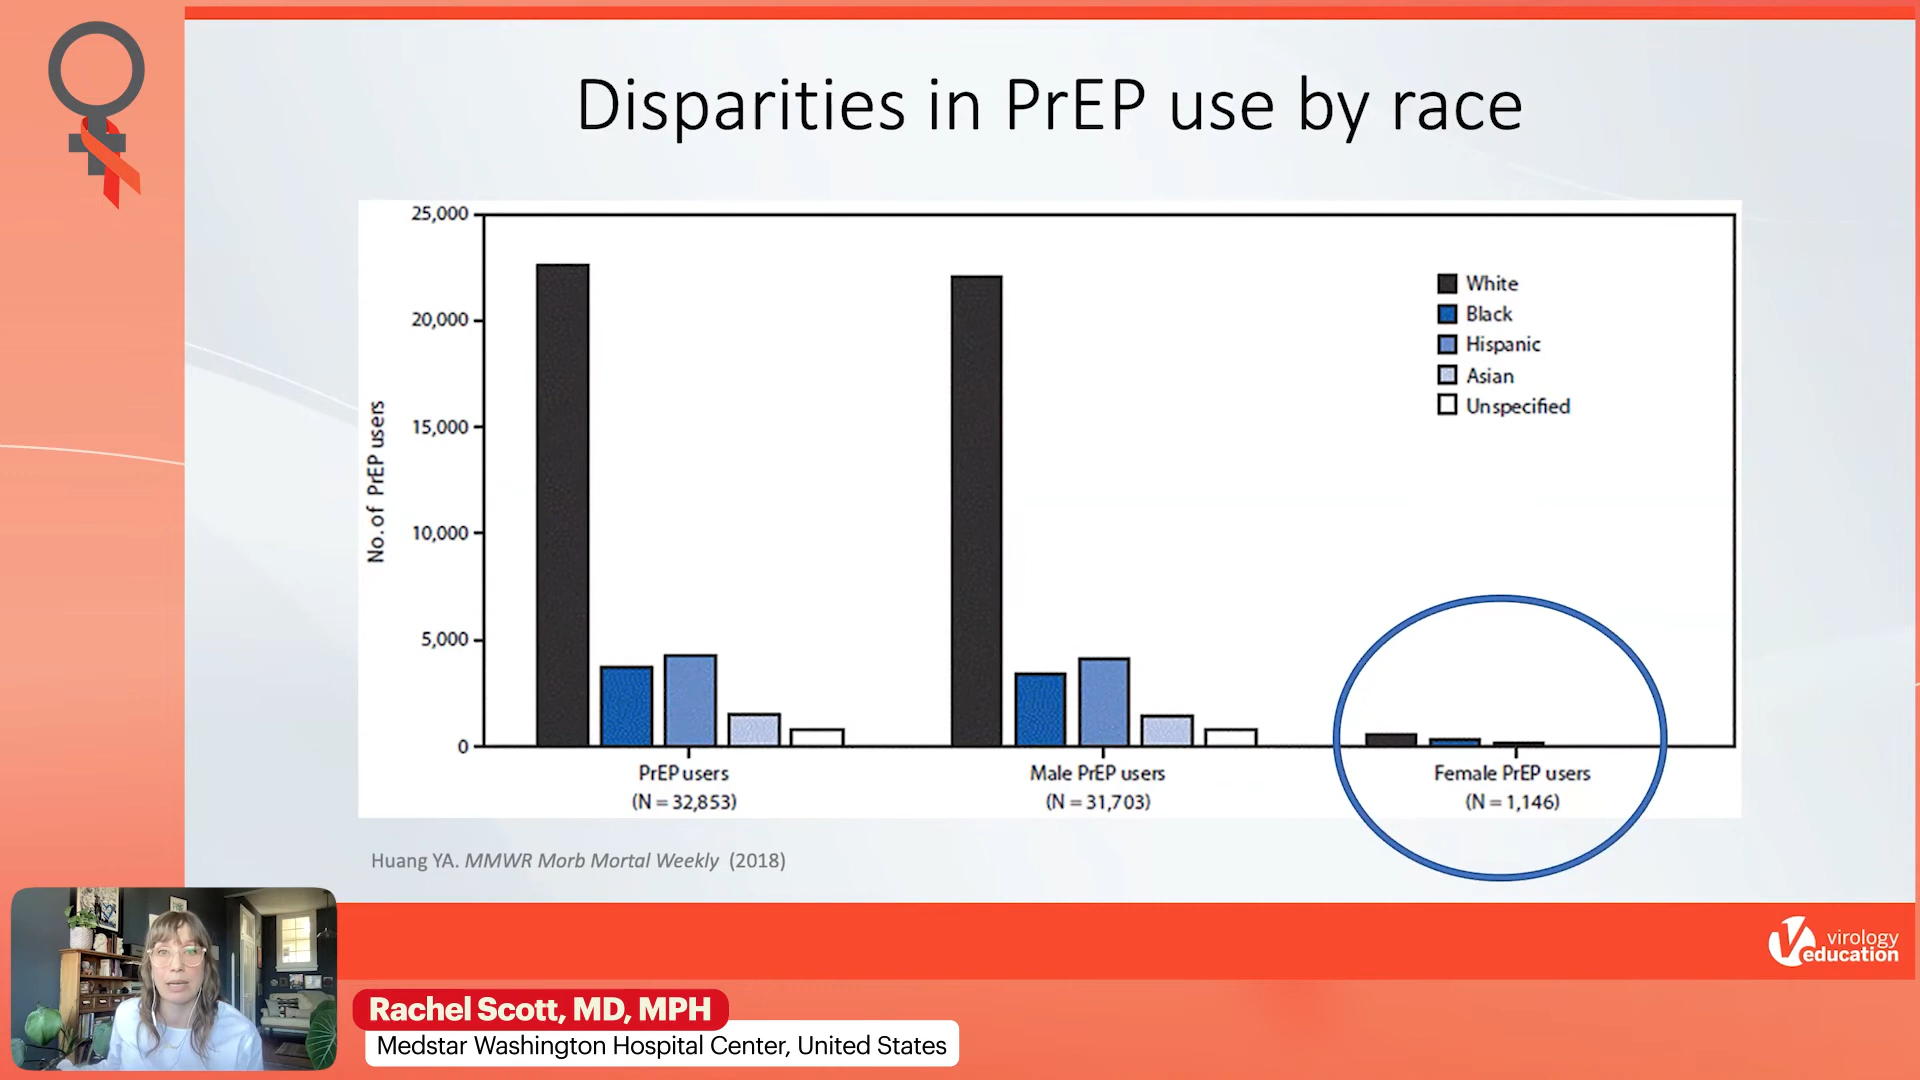 Disparities in PrEP use by race
No. of PrEP users
25,000
20,000
15,000
10,000
5,000
0
White
Black
Hispanic
Asian
Unspecified
PrEP users
(N = 32,853)
Male PrEP users
(N = 31,703)
Female PrEP users
(N = 1,146)
Huang YA. MMWR Morb Mortal Weekly (2018)
virology
education
Rachel Scott, MD, MPH
Medstar Washington Hospital Center, United States